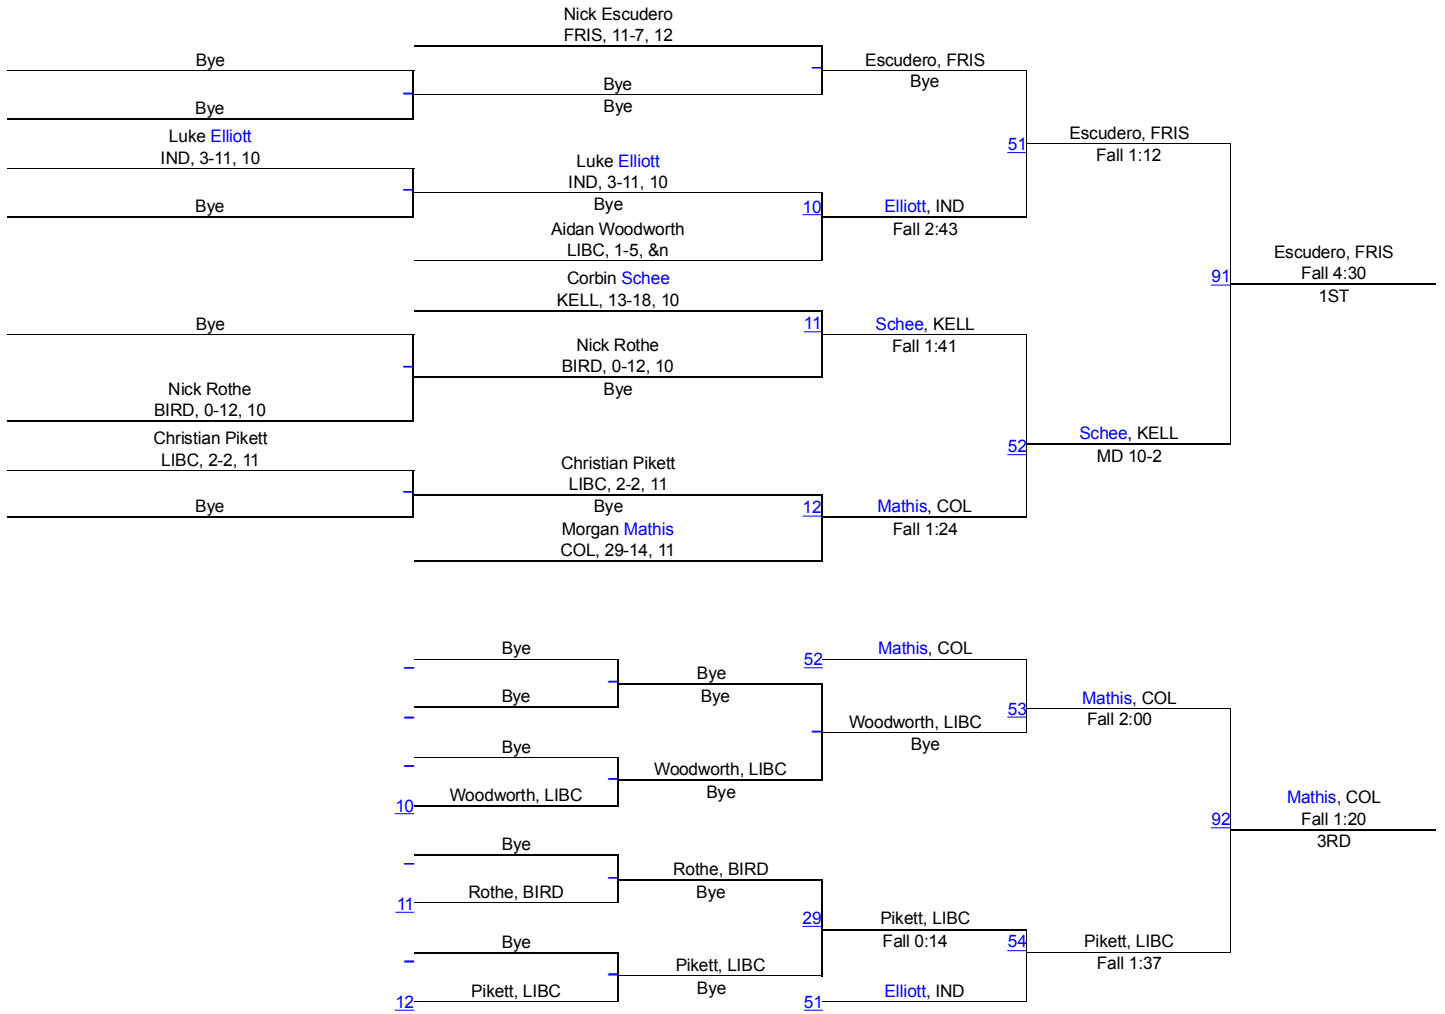 Nick Escudero
FRIS, 11-7, 12
Bye
Escudero, FRIS
Bye
Bye
Bye
Bye
Luke Elliott
IND, 3-11, 10
Escudero, FRIS
Fall 1:12
51
Luke Elliott
IND, 3-11, 10
Bye
Bye
10
Elliott, IND
Fall 2:43
Aidan Woodworth
LIBC, 1-5, &n
Escudero, FRIS
Fall 4:30
1ST
91
Corbin Schee
KELL, 13-18, 10
Bye
11
Schee, KELL
Fall 1:41
Nick Rothe
BIRD, 0-12, 10
Bye
Nick Rothe
BIRD, 0-12, 10
Christian Pikett
LIBC, 2-2, 11
Schee, KELL
MD 10-2
52
Christian Pikett
LIBC, 2-2, 11
Bye
Bye
12
Mathis, COL
Fall 1:24
Morgan Mathis
COL, 29-14, 11
Bye
52
Mathis, COL
Bye
Bye
Bye
Mathis, COL
Fall 2:00
53
Woodworth, LIBC
Bye
Bye
Woodworth, LIBC
Bye
10
Woodworth, LIBC
Mathis, COL
Fall 1:20
3RD
92
Bye
Rothe, BIRD
Bye
11
Rothe, BIRD
29
Pikett, LIBC
Fall 0:14
54
Pikett, LIBC
Fall 1:37
Bye
Pikett, LIBC
Bye
12
Pikett, LIBC
51
Elliott, IND